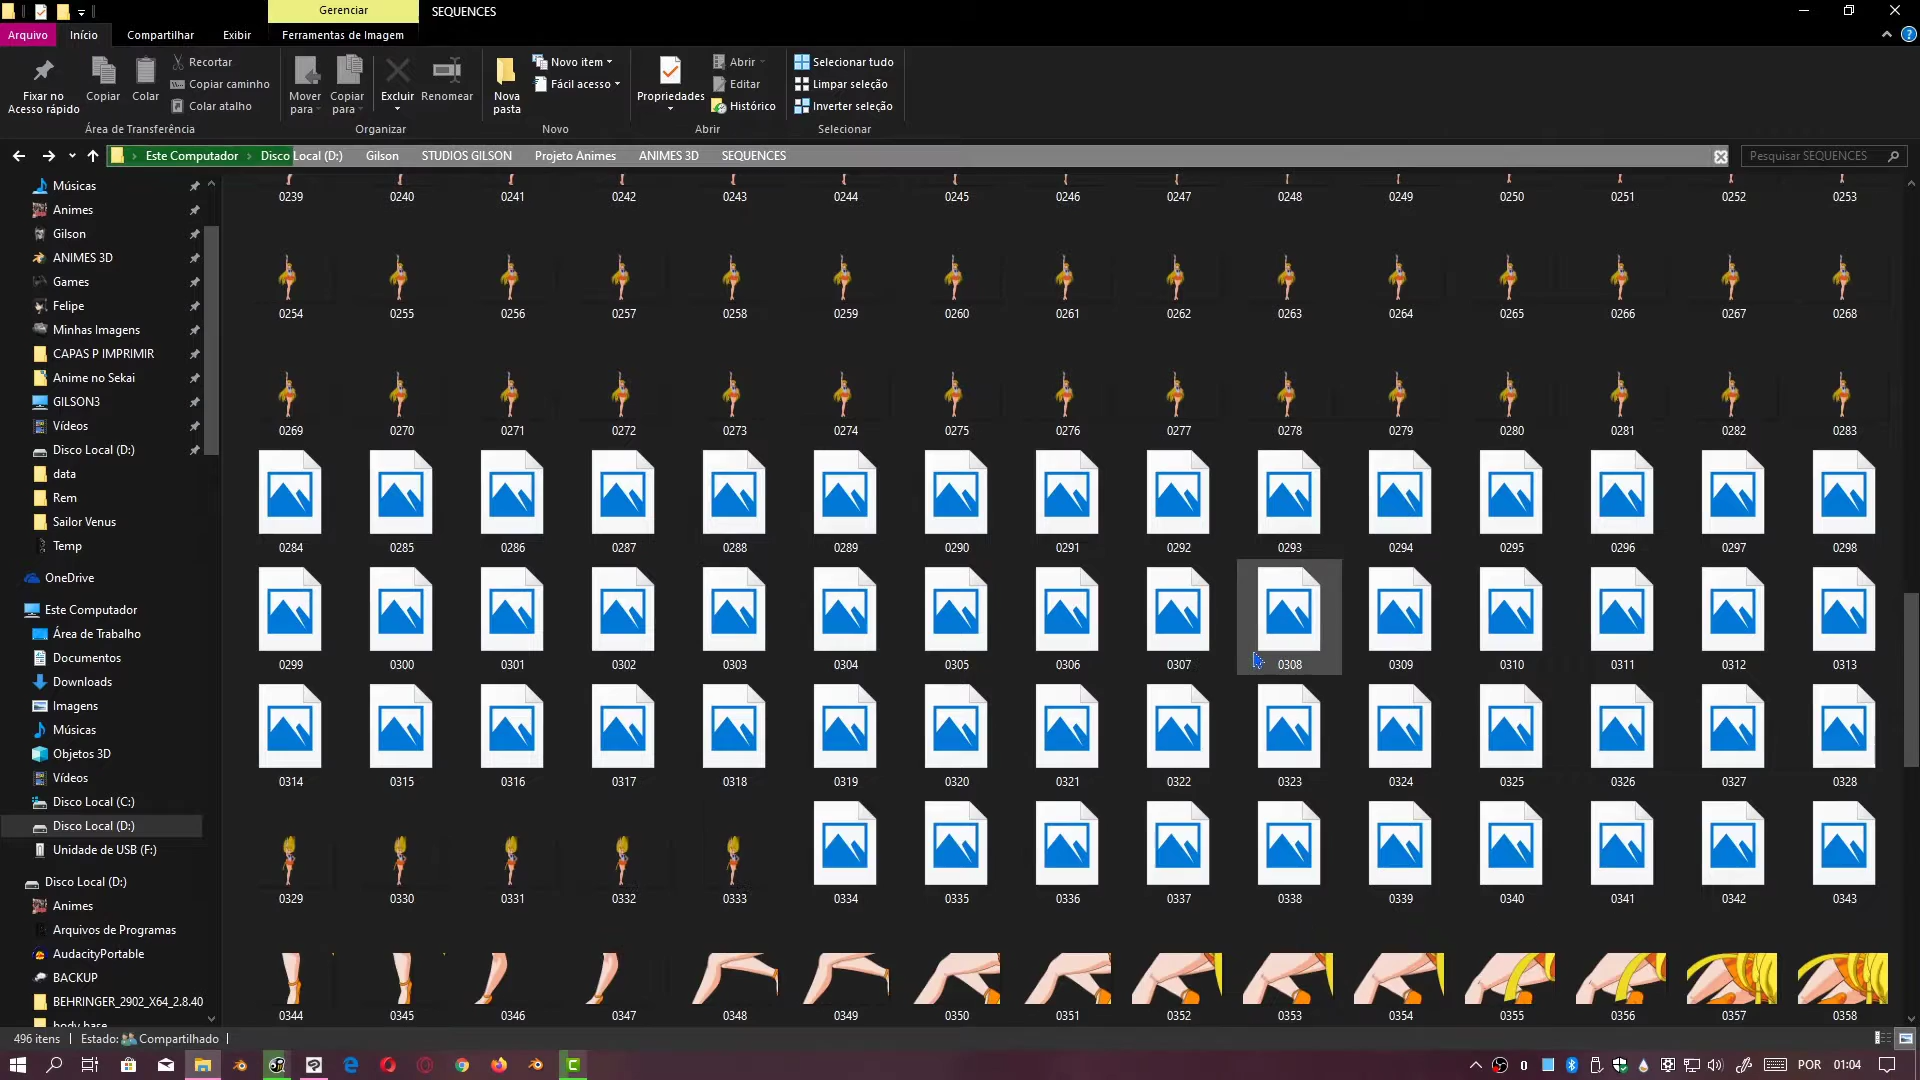 Gerenciar
SEQUENCES
Arquivo
Início
Compartilhar
Exibir
Ferramentas de Imagem
Fixar no
Acesso rápido
Copiar
Colar
Recortar
Copiar caminho
Colar atalho
Área de Transferência
Mover
para
Copiar
para
Excluir
Renomear
Organizar
Nova
pasta
Novo item
Fácil acesso
Novo
Propriedades
Abrir
Editar
Histórico
Abrir
Selecionar tudo
Limpar seleção
Inverter seleção
Selecionar
Este Computador
Disco Local (D:)
Gilson
STUDIOS GILSON
Projeto Animes
ANIMES 3D
SEQUENCES
Pesquisar SEQUENCES
Músicas
Animes
Gilson
ANIMES 3D
Games
Felipe
Minhas Imagens
CAPAS P IMPRIMIR
Anime no Sekai
GILSON3
Vídeos
Disco Local (D:)
data
Rem
Sailor Venus
Temp
OneDrive
Este Computador
Área de Trabalho
Documentos
Downloads
Imagens
Músicas
Objetos 3D
Vídeos
Disco Local (C:)
Disco Local (D:)
Unidade de USB (F:)
Disco Local (D:)
Animes
Arquivos de Programas
AudacityPortable
BACKUP
BEHRINGER_2902_X64_2.8.40
body base
0239 0240 0241 0242 0243 0244 0245 0246 0247 0248 0249 0250 0251 0252 0253
0254 0255 0256 0257 0258 0259 0260 0261 0262 0263 0264 0265 0266 0267 0268
0269 0270 0271 0272 0273 0274 0275 0276 0277 0278 0279 0280 0281 0282 0283
0284 0285 0286 0287 0288 0289 0290 0291 0292 0293 0294 0295 0296 0297 0298
0299 0300 0301 0302 0303 0304 0305 0306 0307 0308 0309 0310 0311 0312 0313
0314 0315 0316 0317 0318 0319 0320 0321 0322 0323 0324 0325 0326 0327 0328
0329 0330 0331 0332 0333 0334 0335 0336 0337 0338 0339 0340 0341 0342 0343
0344 0345 0346 0347 0348 0349 0350 0351 0352 0353 0354 0355 0356 0357 0358
496 itens
Estado: Compartilhado
0
POR
01:04